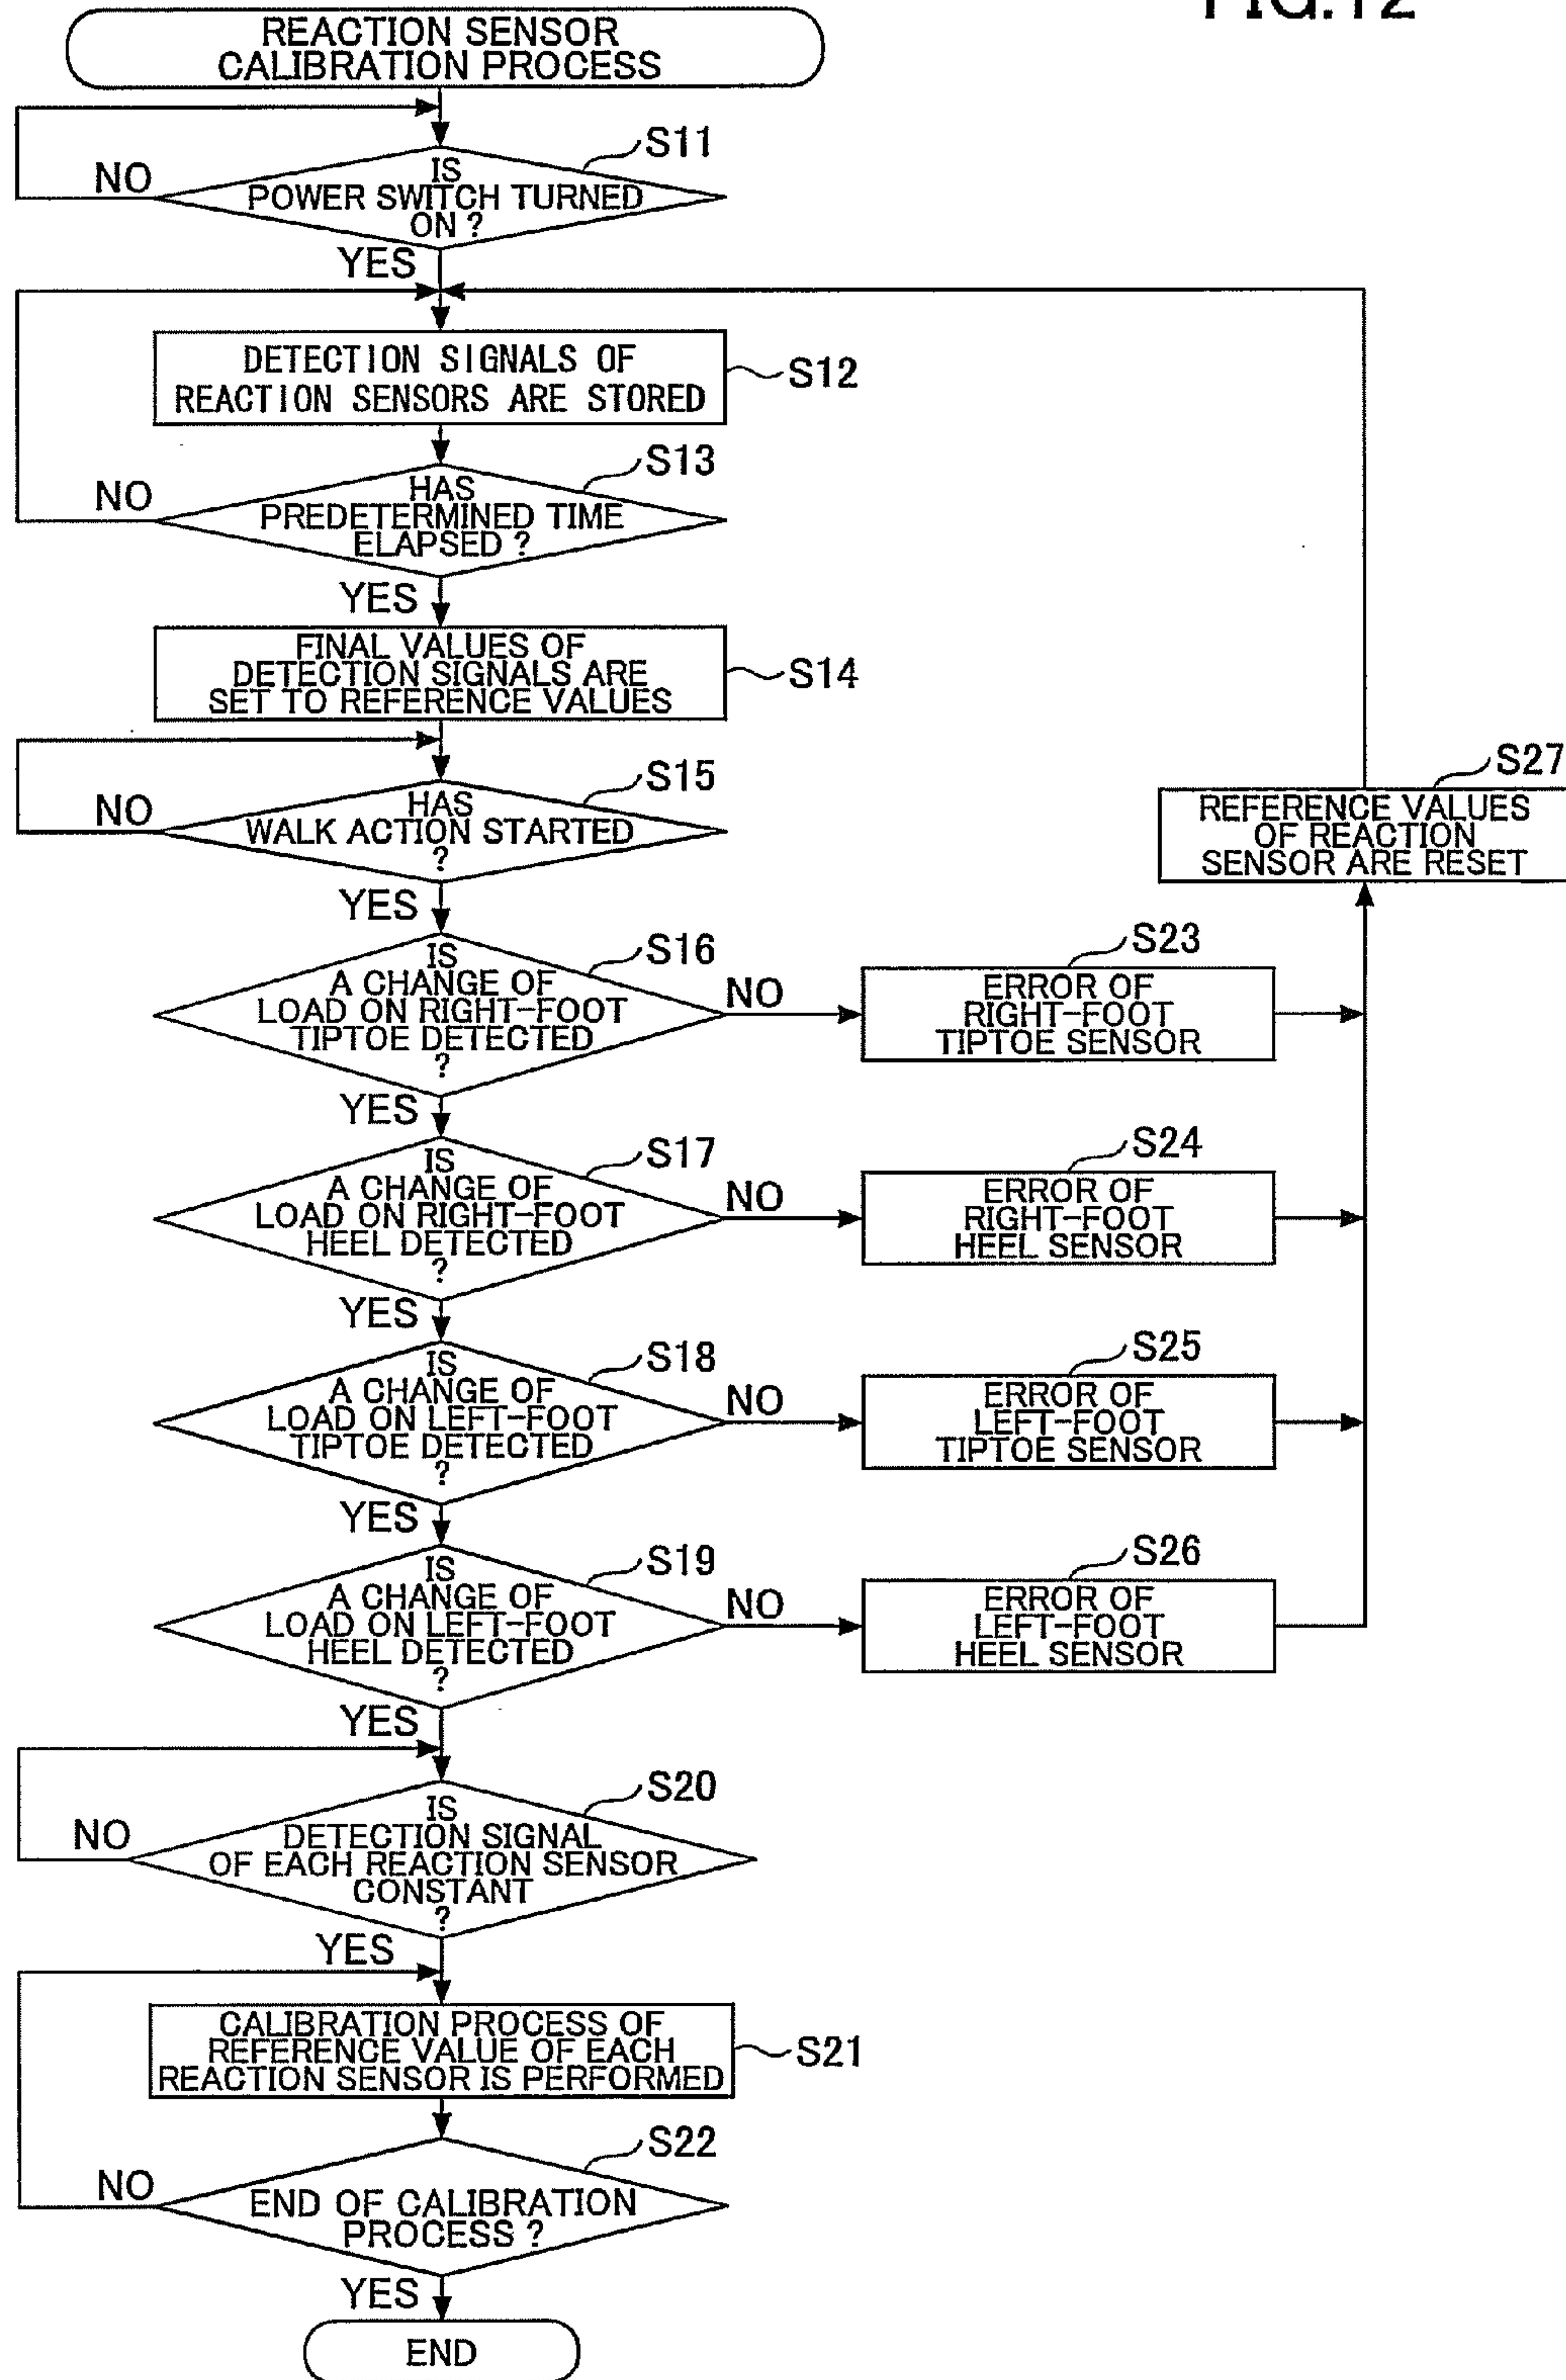 FIG.12
REACTION SENSOR
CALIBRATION PROCESS
S11
IS
POWER SWITCH TURNED
ON ?
NO
YES
DETECTION SIGNALS OF
REACTION SENSORS ARE STORED
S12
S13
HAS
PREDETERMINED TIME
ELAPSED ?
NO
YES
FINAL VALUES OF
DETECTION SIGNALS ARE
SET TO REFERENCE VALUES
S14
S15
HAS
WALK ACTION STARTED
?
NO
YES
S27
REFERENCE VALUES
OF REACTION
SENSOR ARE RESET
S16
IS
A CHANGE OF
LOAD ON RIGHT-FOOT
TIPTOE DETECTED
?
NO
YES
S23
ERROR OF
RIGHT-FOOT
TIPTOE SENSOR
S17
IS
A CHANGE OF
LOAD ON RIGHT-FOOT
HEEL DETECTED
?
NO
YES
S24
ERROR OF
RIGHT-FOOT
HEEL SENSOR
S18
IS
A CHANGE OF
LOAD ON LEFT-FOOT
TIPTOE DETECTED
?
NO
YES
S25
ERROR OF
LEFT-FOOT
TIPTOE SENSOR
S19
IS
A CHANGE OF
LOAD ON LEFT-FOOT
HEEL DETECTED
?
NO
YES
S26
ERROR OF
LEFT-FOOT
HEEL SENSOR
S20
IS
DETECTION SIGNAL
OF EACH REACTION SENSOR
CONSTANT
?
NO
YES
CALIBRATION PROCESS OF
REFERENCE VALUE OF EACH
REACTION SENSOR IS PERFORMED
S21
S22
END OF CALIBRATION
PROCESS ?
NO
YES
END